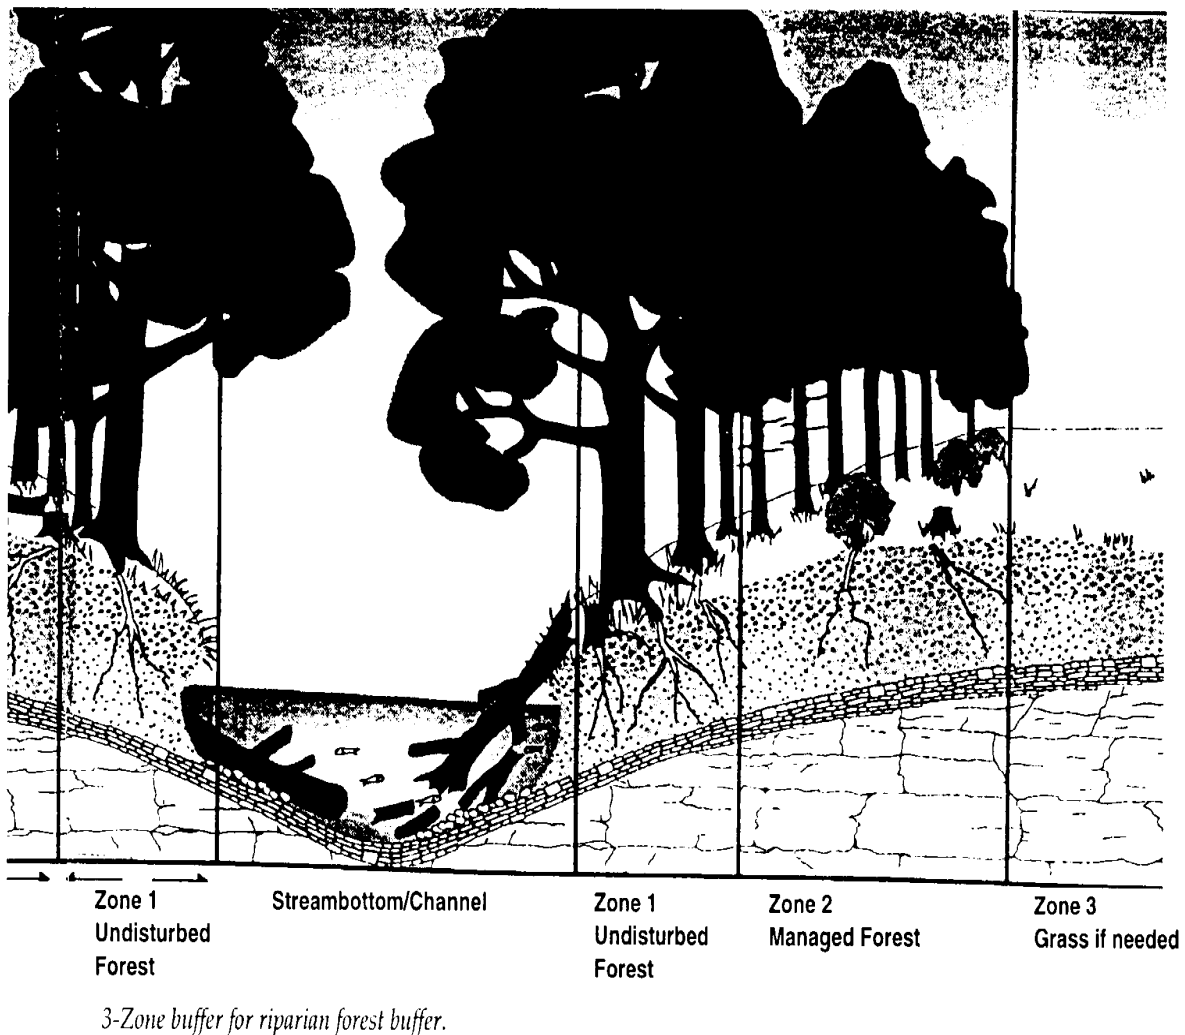 Zone 1
Undisturbed
Forest
Streambottom/Channel
Zone 1
Undisturbed
Forest
Zone 2
Managed Forest
Zone 3
Grass if needed
3-Zone buffer for riparian forest buffer.